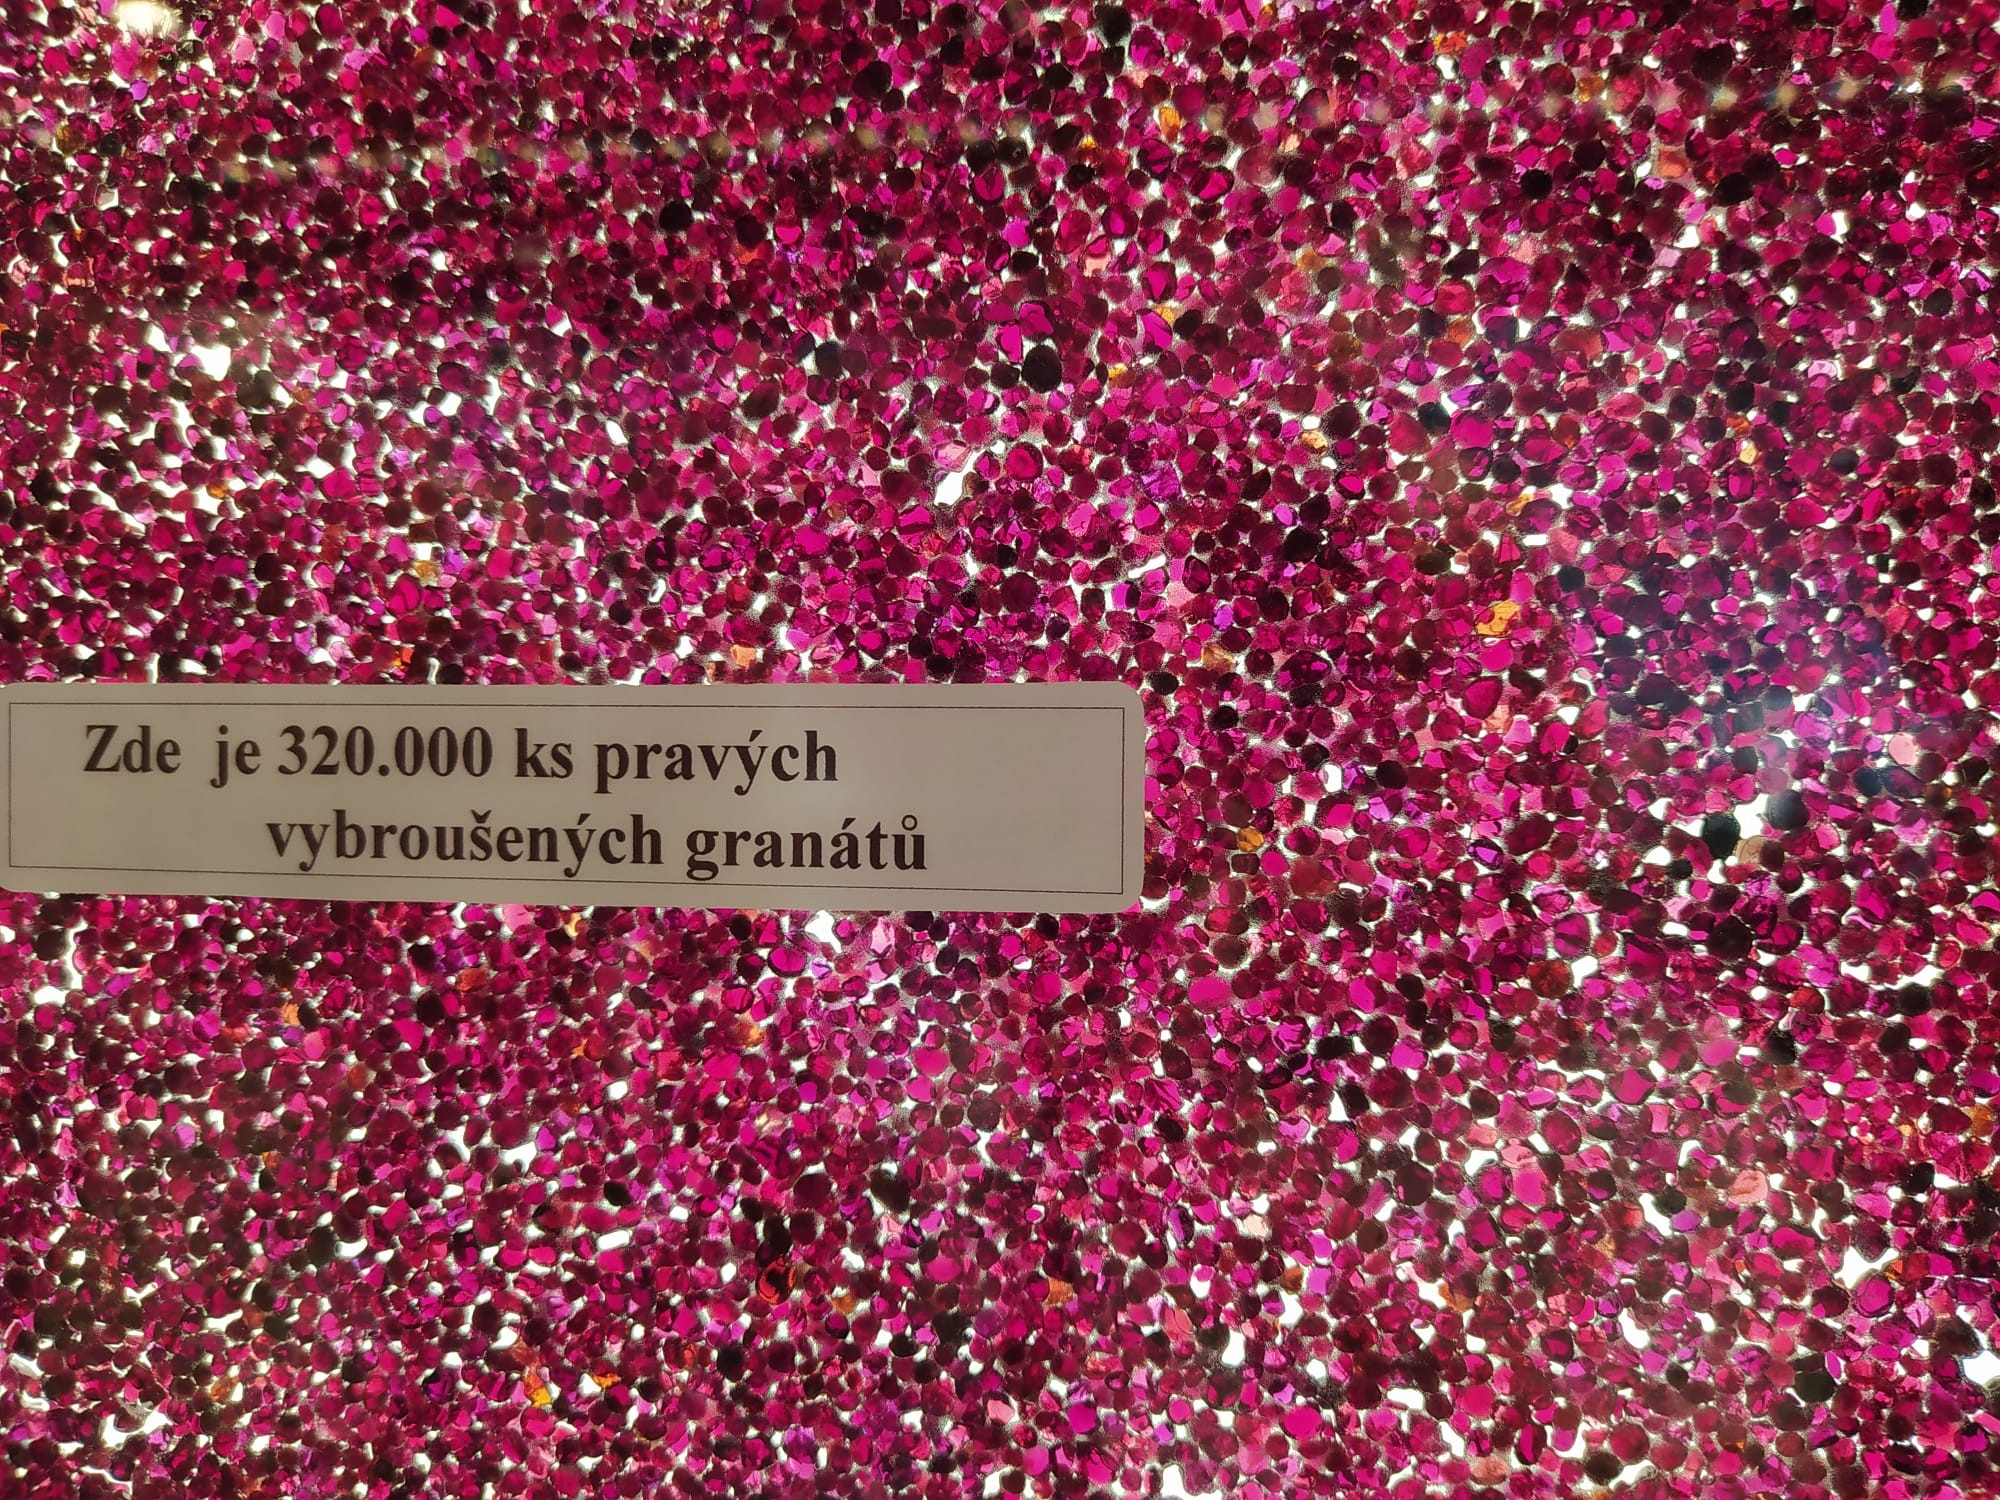 Zde je 320.000 ks pravých
vybroušených granátů